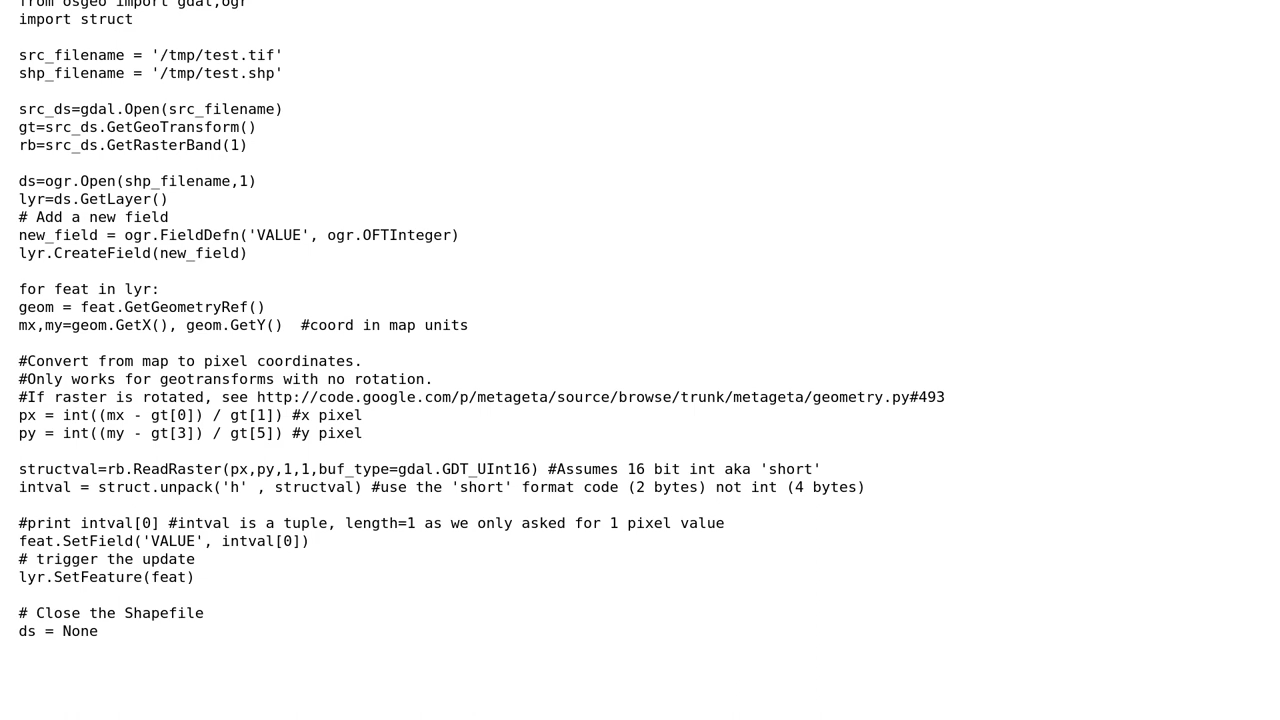 from osgeo import gdal,ogr
import struct
src_filename = '/tmp/test.tif'
shp_filename = '/tmp/test.shp'
src_ds=gdal.Open(src_filename)
gt=src_ds.GetGeoTransform()
rb=src_ds.GetRasterBand(1)
ds=ogr.Open(shp_filename,1)
lyr=ds.GetLayer()
# Add a new field
new_field = ogr.FieldDefn('VALUE', ogr.OFTInteger)
lyr.CreateField(new_field)
for feat in lyr:
geom = feat.GetGeometryRef()
mx,my=geom.GetX(), geom.GetY()  #coord in map units
#Convert from map to pixel coordinates.
#Only works for geotransforms with no rotation.
#If raster is rotated, see http://code.google.com/p/metageta/source/browse/trunk/metageta/geometry.py#493
px = int((mx - gt[0]) / gt[1]) #x pixel
py = int((my - gt[3]) / gt[5]) #y pixel
structval=rb.ReadRaster(px,py,1,1,buf_type=gdal.GDT_UInt16) #Assumes 16 bit int aka 'short'
intval = struct.unpack('h' , structval) #use the 'short' format code (2 bytes) not int (4 bytes)
#print intval[0] #intval is a tuple, length=1 as we only asked for 1 pixel value
feat.SetField('VALUE', intval[0])
# trigger the update
lyr.SetFeature(feat)
# Close the Shapefile
ds = None